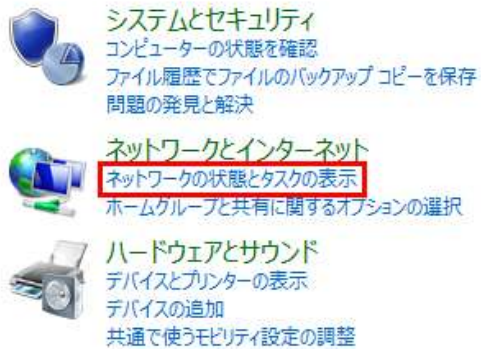 システムとセキュリティ
コンピューターの状態を確認
ファイル履歴でファイルのバックアップ コピーを保存
問題の発見と解決
ネットワークとインターネット
ネットワークの状態とタスクの表示
ホームグループと共有に関するオプションの選択
ハードウェアとサウンド
デバイスとプリンターの表示
デバイスの追加
共通で使うモビリティ設定の調整